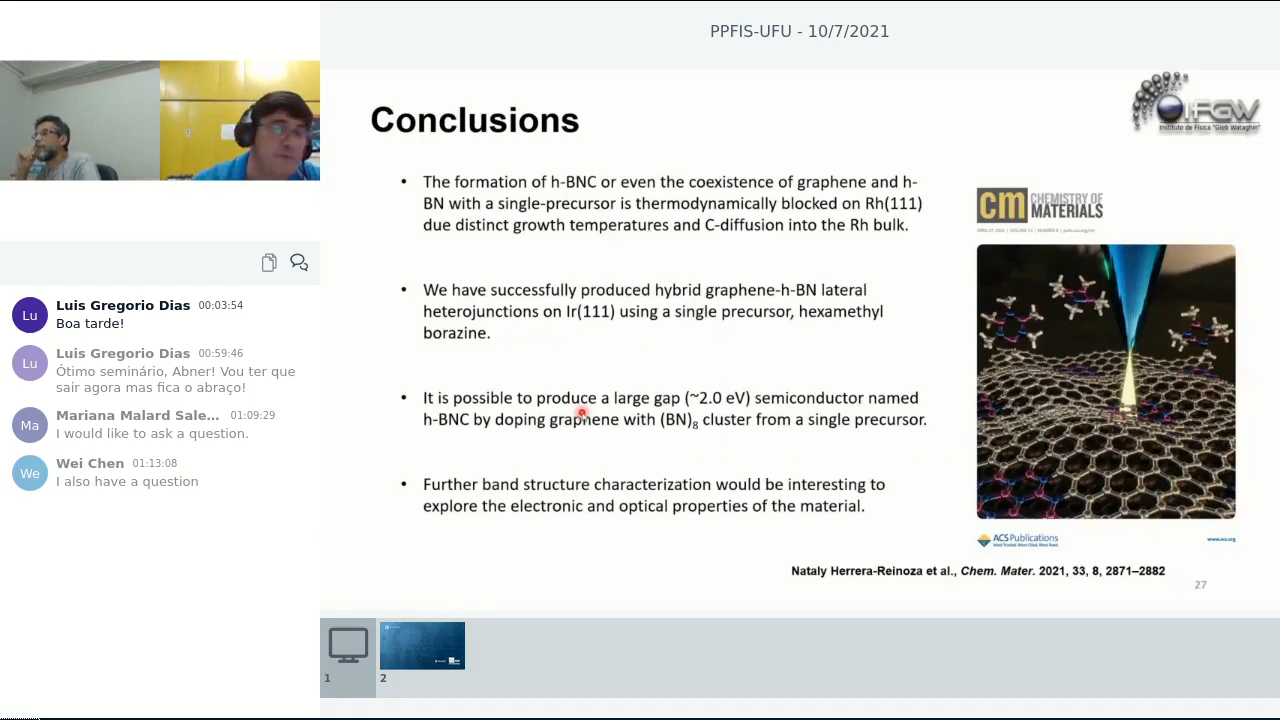 PPFIS-UFU - 10/7/2021
Conclusions
IFGW
Instituto de Física "Gleb Wataghin"
• The formation of h-BNC or even the coexistence of graphene and h-
BN with a single-precursor is thermodynamically blocked on Rh(111)
due distinct growth temperatures and C-diffusion into the Rh bulk.
• We have successfully produced hybrid graphene-h-BN lateral
heterojunctions on Ir(111) using a single precursor, hexamethyl
borazine.
• It is possible to produce a large gap (~2.0 eV) semiconductor named
h-BNC by doping graphene with (BN)₈ cluster from a single precursor.
• Further band structure characterization would be interesting to
explore the electronic and optical properties of the material.
cm CHEMISTRY OF
MATERIALS
ACS Publications
www.acs.org
Nataly Herrera-Reinoza et al., Chem. Mater. 2021, 33, 8, 2871–2882
27
Lu Luis Gregorio Dias 00:03:54
Boa tarde!
Lu Luis Gregorio Dias 00:59:46
Ótimo seminário, Abner! Vou ter que
sair agora mas fica o abraço!
Ma Mariana Malard Sale... 01:09:29
I would like to ask a question.
We Wei Chen 01:13:08
I also have a question
1
2